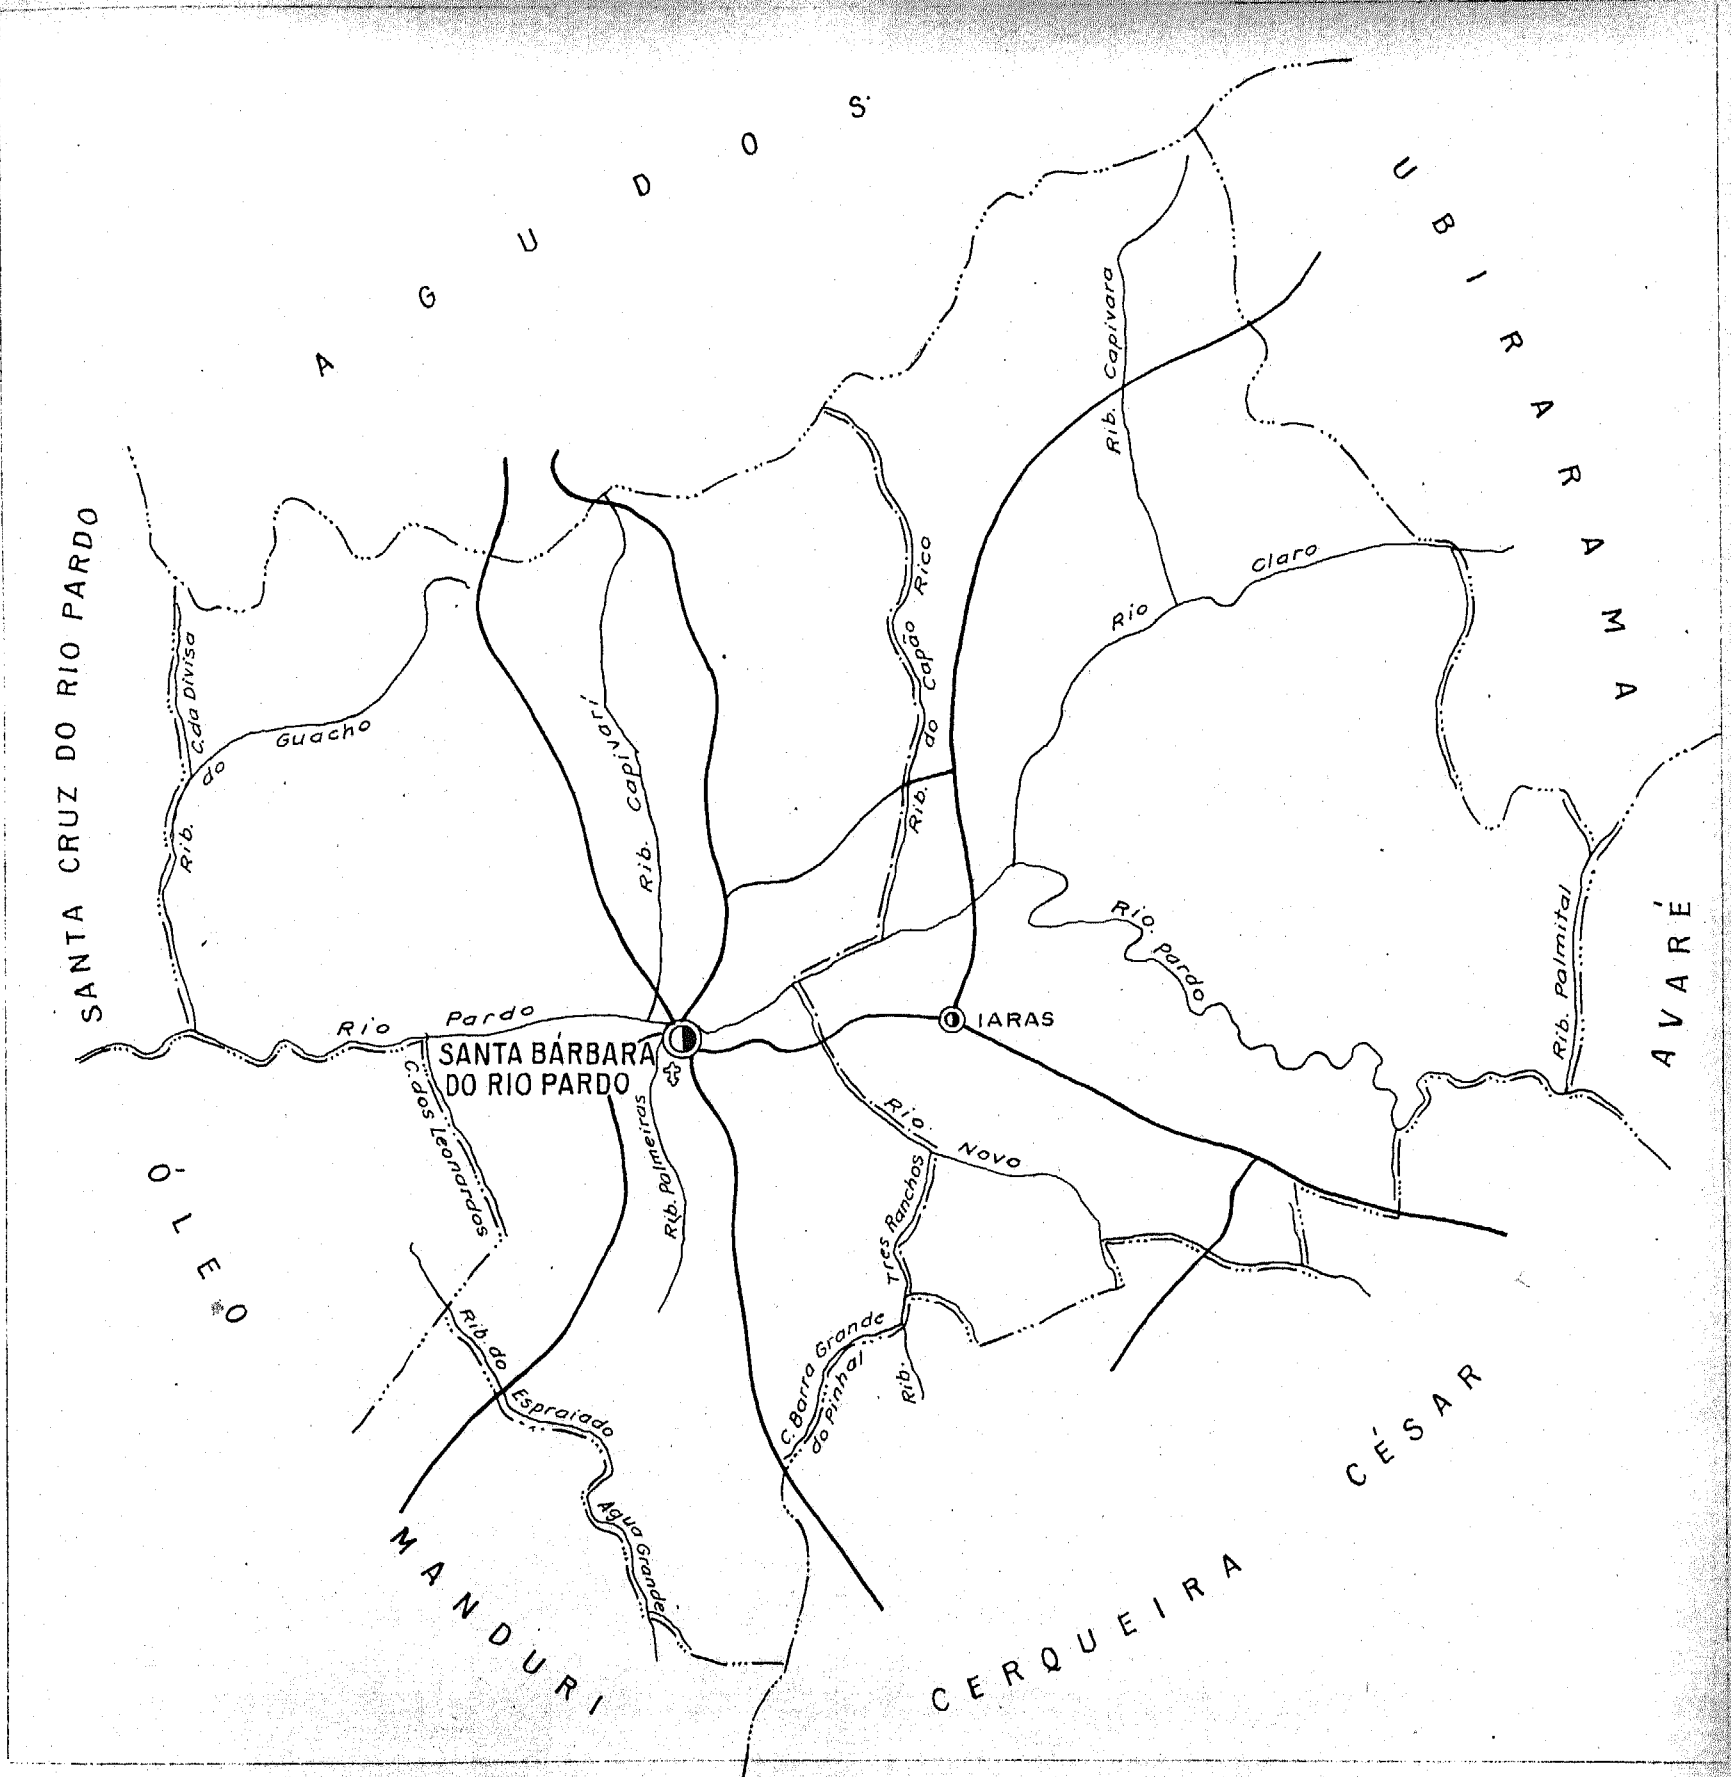 AGUDOS
UBIRARAMA
SANTA CRUZ DO RIO PARDO
Rib. Capivara
Rio Claro
Rib. do Capão Rico
C. da Divisa
Rib. do Guacho
Rib. Capivari
Rib. Palmital
AVARÉ
Rio Pardo
Rio Pardo
IARAS
SANTA BÁRBARA
DO RIO PARDO
C. dos Leonardos
Rib. Palmeiras
Rio Novo
Rib. Tres Ranchos
ÓLEO
Rib. do Espraiado
C. Barra Grande
do Pinhal
Agua Grande
MANDURI
CERQUEIRA CÉSAR